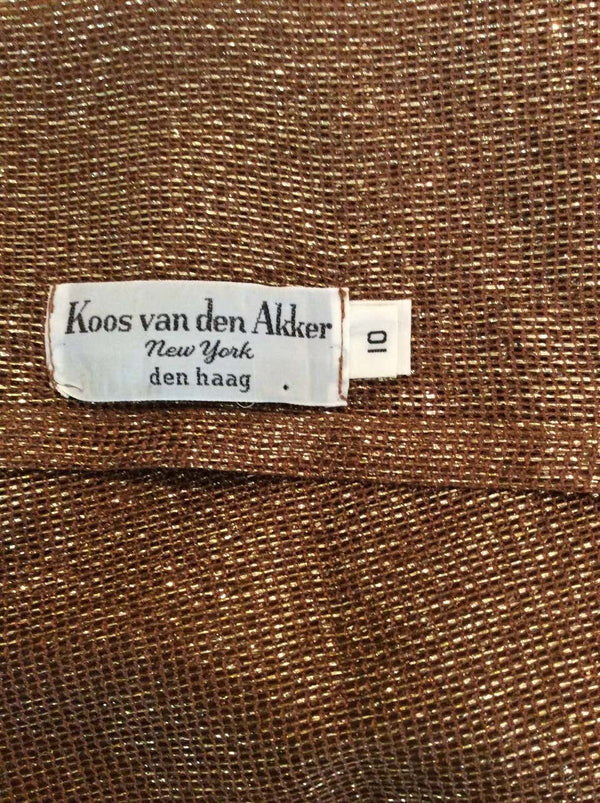 Koos van den Akker
New York
den haag
10